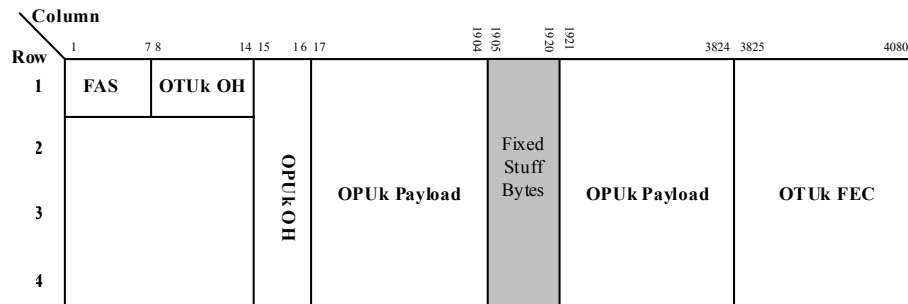 Column
Row
1 7 8 14 15 16 17 1904 1905 1920 1921 3824 3825 4080
1 FAS OTUk OH
2
3
4
OPUk OH
OPUk Payload
Fixed
Stuff
Bytes
OPUk Payload
OTUk FEC